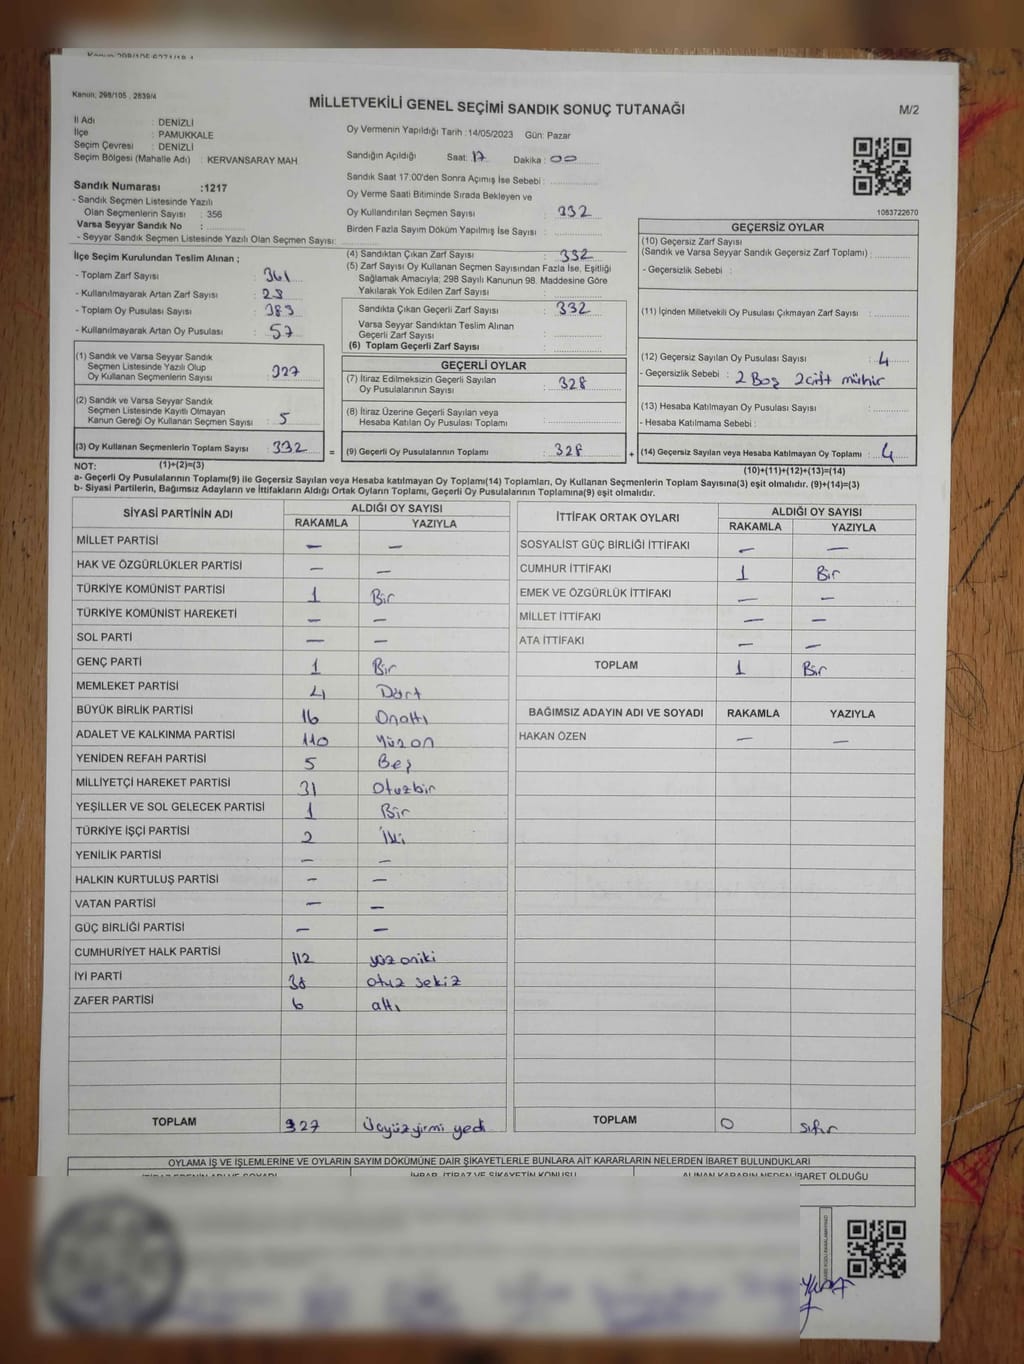 Kanun: 298/105 , 2839/4
MİLLETVEKİLİ GENEL SEÇİMİ SANDIK SONUÇ TUTANAĞI
M/2
İl Adı : DENİZLİ
İlçe : PAMUKKALE
Seçim Çevresi : DENİZLİ
Seçim Bölgesi (Mahalle Adı) : KERVANSARAY MAH
Sandık Numarası :1217
- Sandık Seçmen Listesinde Yazılı
Olan Seçmenlerin Sayısı : 356
Varsa Seyyar Sandık No :
- Seyyar Sandık Seçmen Listesinde Yazılı Olan Seçmen Sayısı:
Oy Vermenin Yapıldığı Tarih :14/05/2023 Gün: Pazar
Sandığın Açıldığı Saat: 17 Dakika : 00
Sandık Saat 17:00'den Sonra Açımış İse Sebebi :
Oy Verme Saati Bitiminde Sırada Bekleyen ve
Oy Kullandırılan Seçmen Sayısı : 332
Birden Fazla Sayım Döküm Yapılmış İse Sayısı :
1083722670
İlçe Seçim Kurulundan Teslim Alınan ;
- Toplam Zarf Sayısı : 361
- Kullanılmayarak Artan Zarf Sayısı :
- Toplam Oy Pusulası Sayısı :
- Kullanılmayarak Artan Oy Pusulası : 57
(1) Sandık ve Varsa Seyyar Sandık
Seçmen Listesinde Yazılı Olup
Oy Kullanan Seçmenlerin Sayısı : 327
(2) Sandık ve Varsa Seyyar Sandık
Seçmen Listesinde Kayıtlı Olmayan
Kanun Gereği Oy Kullanan Seçmen Sayısı : 5
(3) Oy Kullanan Seçmenlerin Toplam Sayısı : 332
(4) Sandıktan Çıkan Zarf Sayısı : 332
(5) Zarf Sayısı Oy Kullanan Seçmen Sayısından Fazla İse, Eşitliği
Sağlamak Amacıyla; 298 Sayılı Kanunun 98. Maddesine Göre
Yakılarak Yok Edilen Zarf Sayısı :
Sandıkta Çıkan Geçerli Zarf Sayısı : 332
Varsa Seyyar Sandıktan Teslim Alınan
Geçerli Zarf Sayısı :
(6) Toplam Geçerli Zarf Sayısı :
GEÇERLİ OYLAR
(7) İtiraz Edilmeksizin Geçerli Sayılan
Oy Pusulalarının Sayısı : 328
(8) İtiraz Üzerine Geçerli Sayılan veya
Hesaba Katılan Oy Pusulası Toplamı :
= (9) Geçerli Oy Pusulalarının Toplamı : 328 +
GEÇERSİZ OYLAR
(10) Geçersiz Zarf Sayısı
(Sandık ve Varsa Seyyar Sandık Geçersiz Zarf Toplamı) :
- Geçersizlik Sebebi :
(11) İçinden Milletvekili Oy Pusulası Çıkmayan Zarf Sayısı :
(12) Geçersiz Sayılan Oy Pusulası Sayısı : 4
- Geçersizlik Sebebi : 2 Boş 2 çift mühür
(13) Hesaba Katılmayan Oy Pusulası Sayısı :
- Hesaba Katılmama Sebebi :
(14) Geçersiz Sayılan veya Hesaba Katılmayan Oy Toplamı : 4
NOT: (1)+(2)=(3) (10)+(11)+(12)+(13)=(14)
a- Geçerli Oy Pusulalarının Toplamı(9) ile Geçersiz Sayılan veya Hesaba katılmayan Oy Toplamı(14) Toplamları, Oy Kullanan Seçmenlerin Toplam Sayısına(3) eşit olmalıdır. (9)+(14)=(3)
b- Siyasi Partilerin, Bağımsız Adayların ve İttifakların Aldığı Ortak Oyların Toplamı, Geçerli Oy Pusulalarının Toplamına(9) eşit olmalıdır.
SİYASİ PARTİNİN ADI ALDIĞI OY SAYISI
RAKAMLA YAZIYLA
MİLLET PARTİSİ — —
HAK VE ÖZGÜRLÜKLER PARTİSİ — —
TÜRKİYE KOMÜNİST PARTİSİ 1 Bir
TÜRKİYE KOMÜNİST HAREKETİ — —
SOL PARTİ — —
GENÇ PARTİ 1 Bir
MEMLEKET PARTİSİ 4 Dört
BÜYÜK BİRLİK PARTİSİ 16 Onaltı
ADALET VE KALKINMA PARTİSİ 110 Yüzon
YENİDEN REFAH PARTİSİ 5 Beş
MİLLİYETÇİ HAREKET PARTİSİ 31 Otuzbir
YEŞİLLER VE SOL GELECEK PARTİSİ 1 Bir
TÜRKİYE İŞÇİ PARTİSİ 2 İki
YENİLİK PARTİSİ — —
HALKIN KURTULUŞ PARTİSİ — —
VATAN PARTİSİ — —
GÜÇ BİRLİĞİ PARTİSİ — —
CUMHURİYET HALK PARTİSİ 112 yüz oniki
İYİ PARTİ 38 otuz sekiz
ZAFER PARTİSİ 6 altı
TOPLAM 327 Üçyüzyirmi yedi
İTTİFAK ORTAK OYLARI ALDIĞI OY SAYISI
RAKAMLA YAZIYLA
SOSYALİST GÜÇ BİRLİĞİ İTTİFAKI — —
CUMHUR İTTİFAKI 1 Bir
EMEK VE ÖZGÜRLÜK İTTİFAKI — —
MİLLET İTTİFAKI — —
ATA İTTİFAKI — —
TOPLAM 1 Bir
BAĞIMSIZ ADAYIN ADI VE SOYADI RAKAMLA YAZIYLA
HAKAN ÖZEN — —
TOPLAM 0 sıfır
OYLAMA İŞ VE İŞLEMLERİNE VE OYLARIN SAYIM DÖKÜMÜNE DAİR ŞİKAYETLERLE BUNLARA AİT KARARLARIN NELERDEN İBARET BULUNDUKLARI
İHBAR, İTİRAZ VE ŞİKAYETİN KONUSU ALINAN KARARIN NEDEN İBARET OLDUĞU